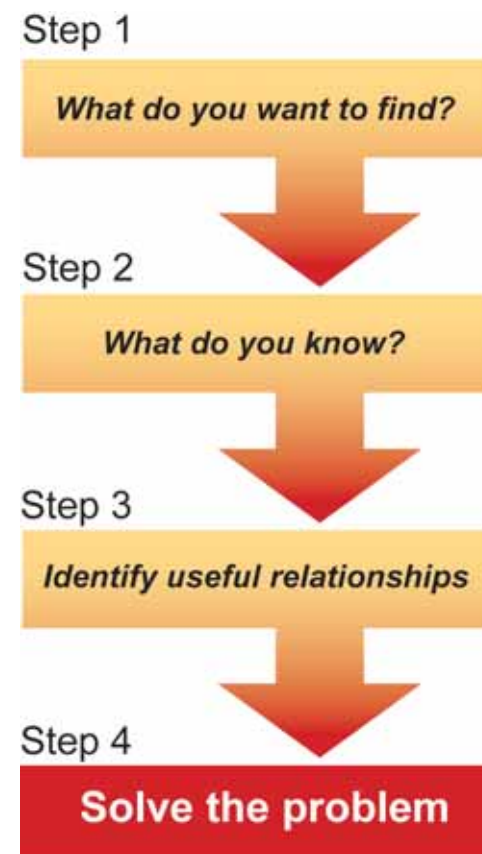 Step 1
What do you want to find?
Step 2
What do you know?
Step 3
Identify useful relationships
Step 4
Solve the problem